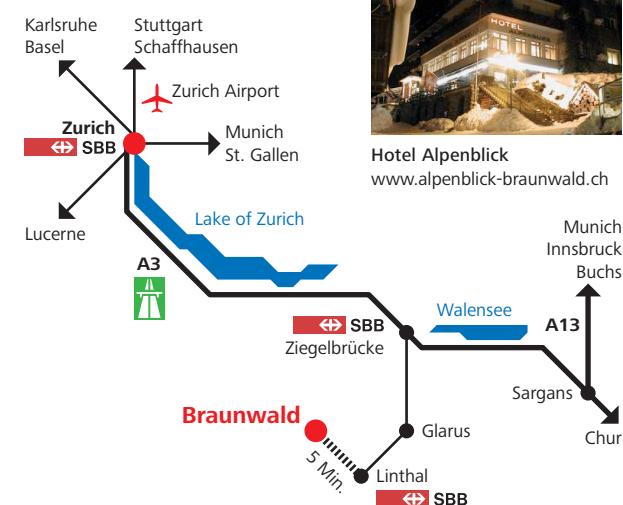 Karlsruhe
Basel
Stuttgart
Schaffhausen
Zurich Airport
Zurich
SBB
Munich
St. Gallen
Lucerne
HOTEL
Hotel Alpenblick
www.alpenblick-braunwald.ch
Lake of Zurich
A3
Munich
Innsbruck
Buchs
SBB
Ziegelbrücke
Walensee
A13
Sargans
Chur
Braunwald
Glarus
5 Min.
Linthal
SBB